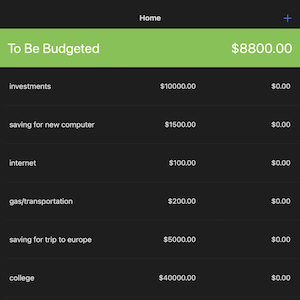 Home +
To Be Budgeted $8800.00
investments $10000.00 $0.00
saving for new computer $1500.00 $0.00
internet $100.00 $0.00
gas/transportation $200.00 $0.00
saving for trip to europe $5000.00 $0.00
college $40000.00 $0.00